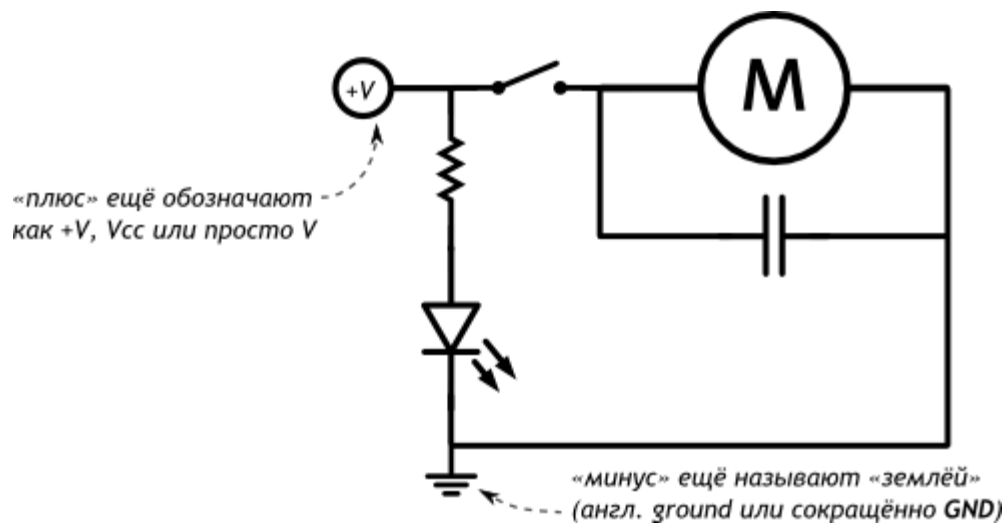 +V
M
«плюс» ещё обозначают
как +V, Vcc или просто V
«минус» ещё называют «землёй»
(англ. ground или сокращённо GND)